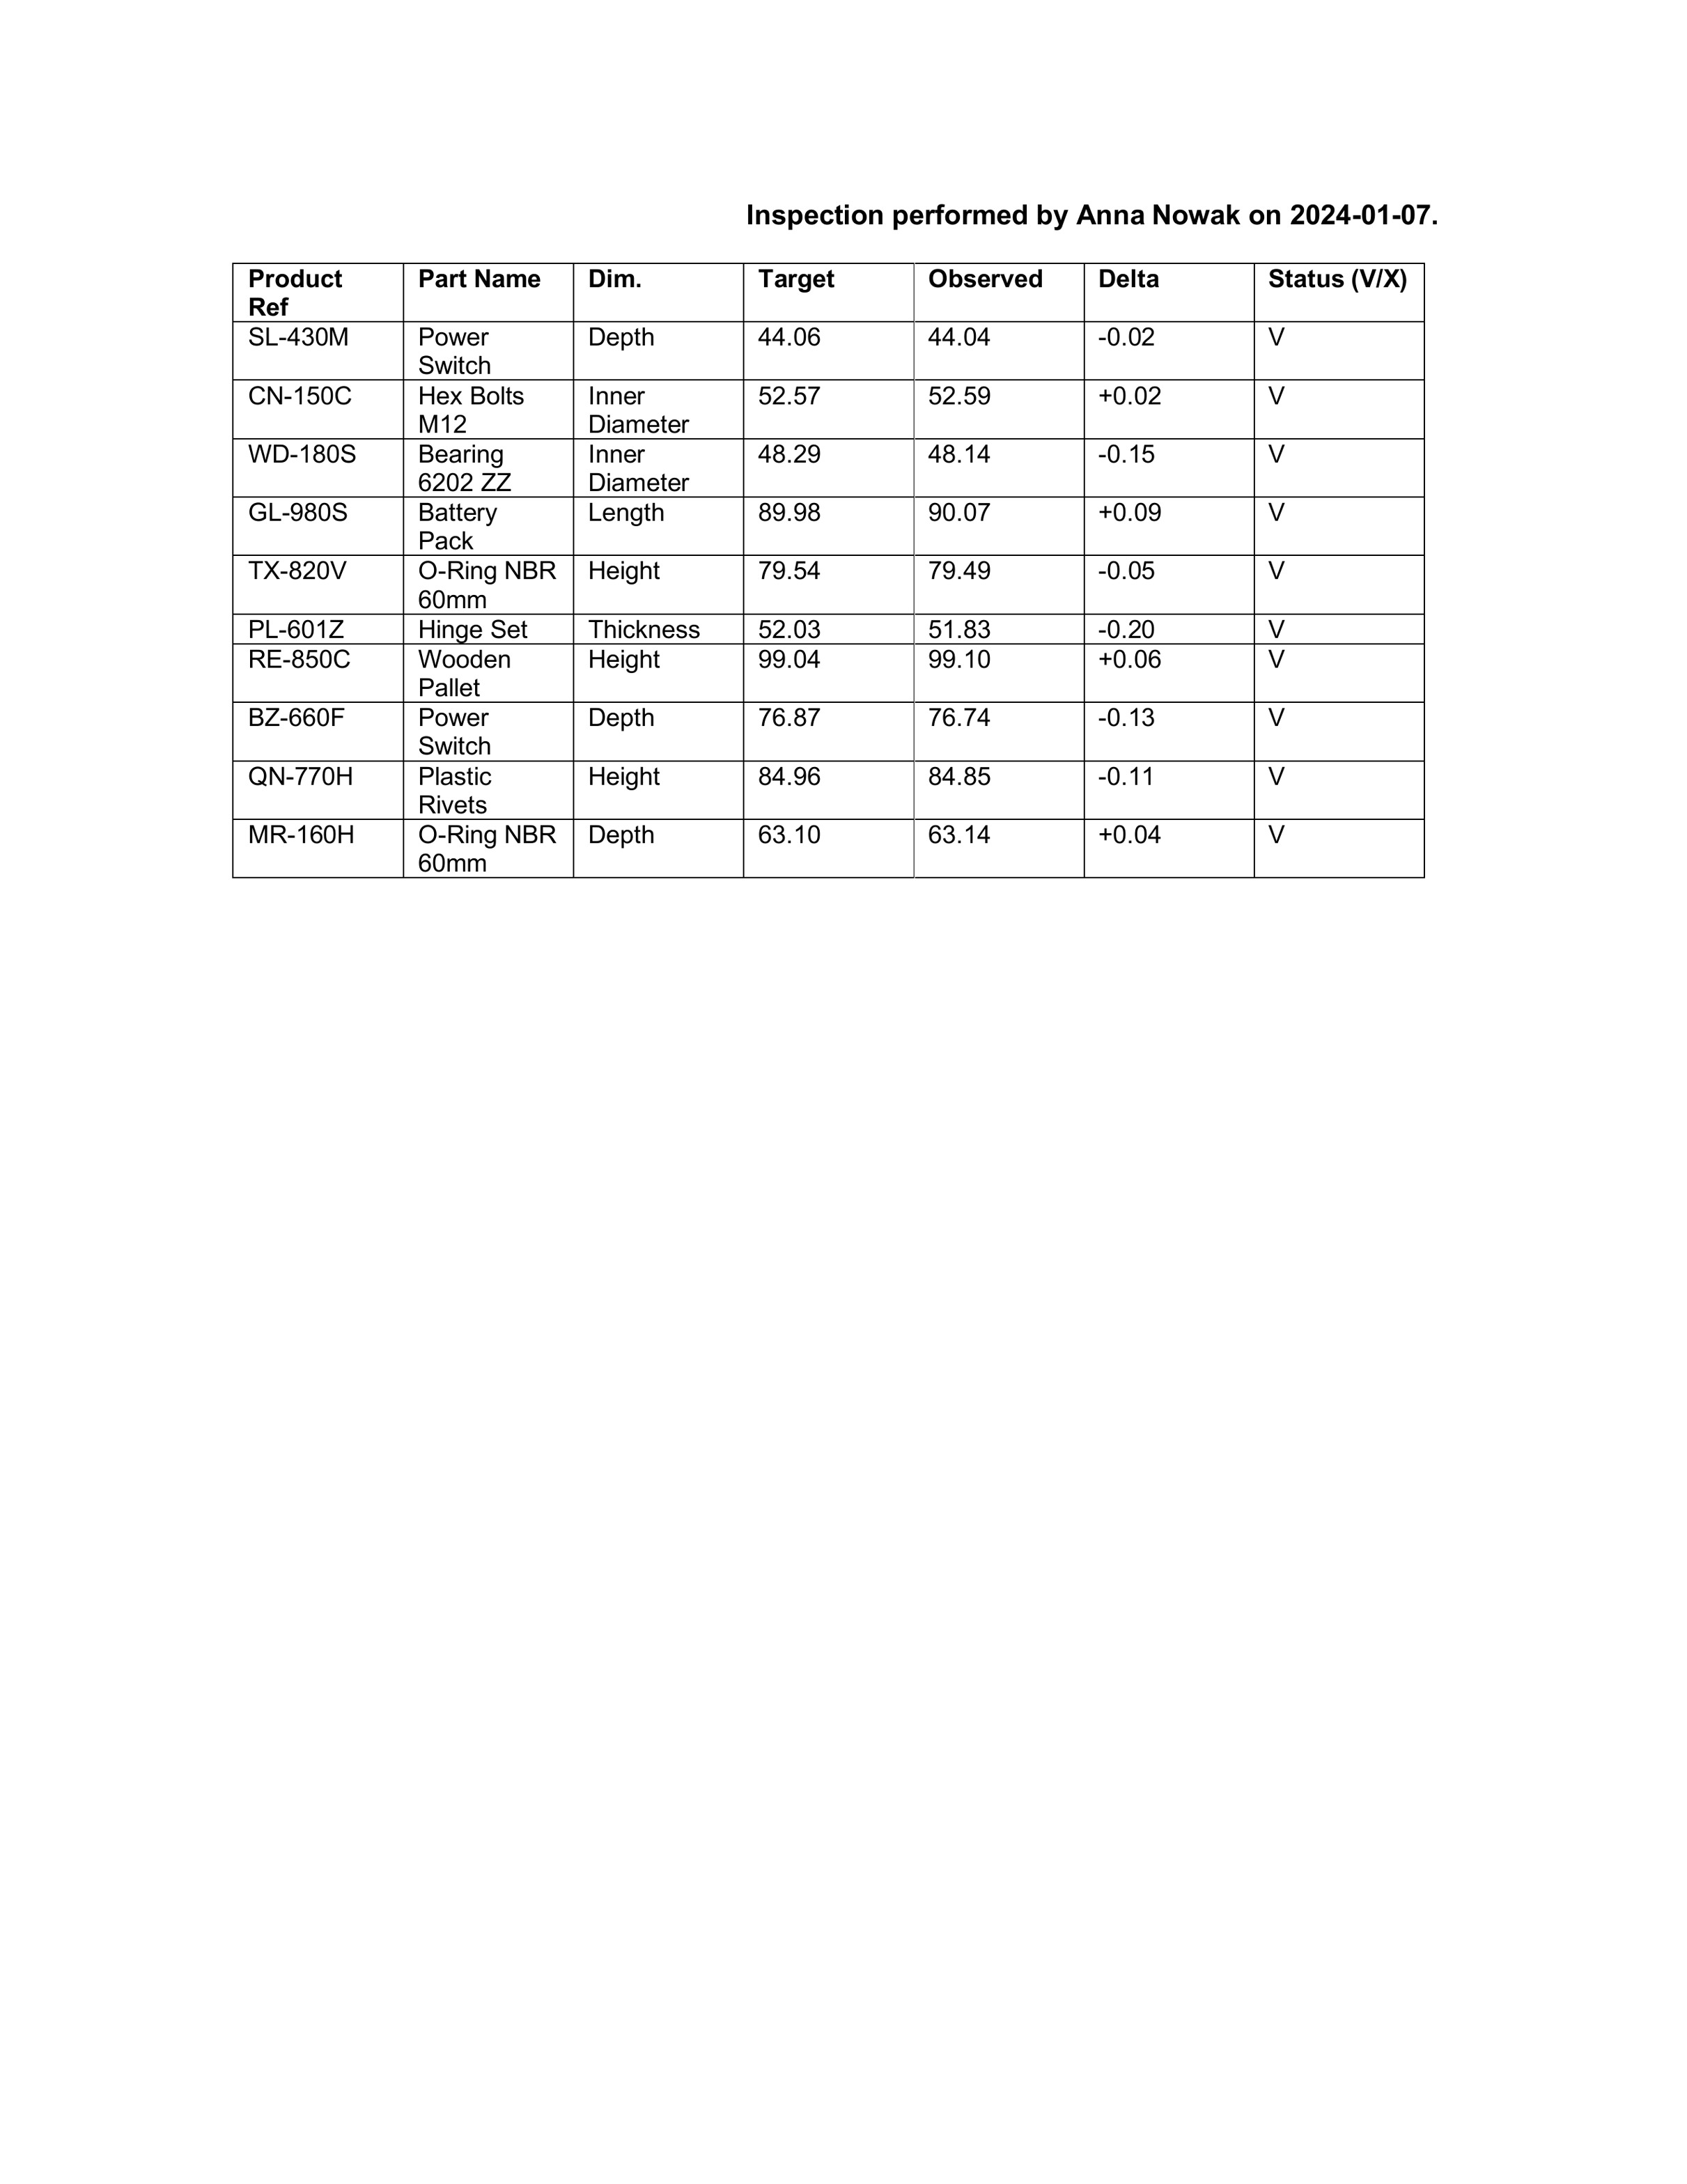 Inspection performed by Anna Nowak on 2024-01-07.
Product Ref Part Name Dim. Target Observed Delta Status (V/X)
SL-430M Power Switch Depth 44.06 44.04 -0.02 V
CN-150C Hex Bolts M12 Inner Diameter 52.57 52.59 +0.02 V
WD-180S Bearing 6202 ZZ Inner Diameter 48.29 48.14 -0.15 V
GL-980S Battery Pack Length 89.98 90.07 +0.09 V
TX-820V O-Ring NBR 60mm Height 79.54 79.49 -0.05 V
PL-601Z Hinge Set Thickness 52.03 51.83 -0.20 V
RE-850C Wooden Pallet Height 99.04 99.10 +0.06 V
BZ-660F Power Switch Depth 76.87 76.74 -0.13 V
QN-770H Plastic Rivets Height 84.96 84.85 -0.11 V
MR-160H O-Ring NBR 60mm Depth 63.10 63.14 +0.04 V